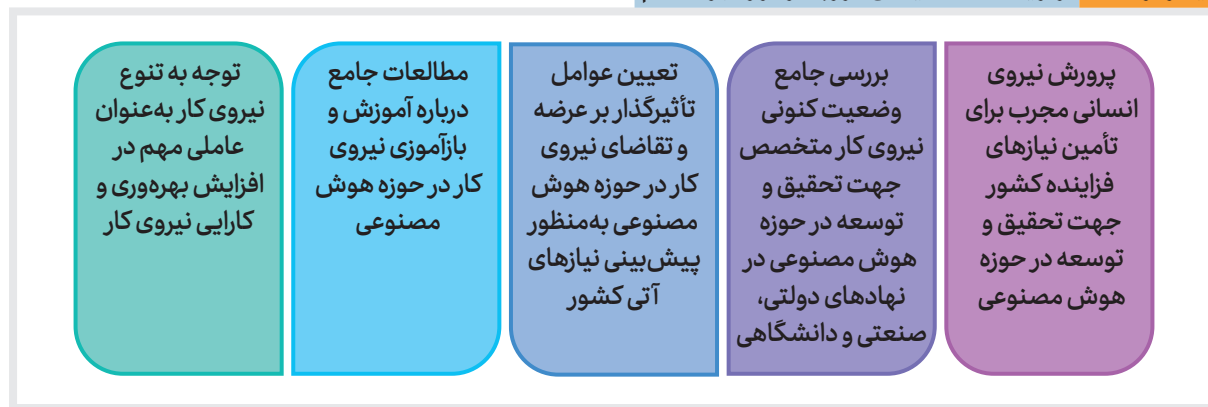 پرورش نیروی
انسانی مجرب برای
تأمین نیازهای
فزاینده کشور
جهت تحقیق و
توسعه در حوزه
هوش مصنوعی
بررسی جامع
وضعیت کنونی
نیروی کار متخصص
جهت تحقیق و
توسعه در حوزه
هوش مصنوعی در
نهادهای دولتی،
صنعتی و دانشگاهی
تعیین عوامل
تأثیرگذار بر عرضه
و تقاضای نیروی
کار در حوزه هوش
مصنوعی به‌منظور
پیش‌بینی نیازهای
آتی کشور
مطالعات جامع
درباره آموزش و
بازآموزی نیروی
کار در حوزه هوش
مصنوعی
توجه به تنوع
نیروی کار به‌عنوان
عاملی مهم در
افزایش بهره‌وری و
کارایی نیروی کار